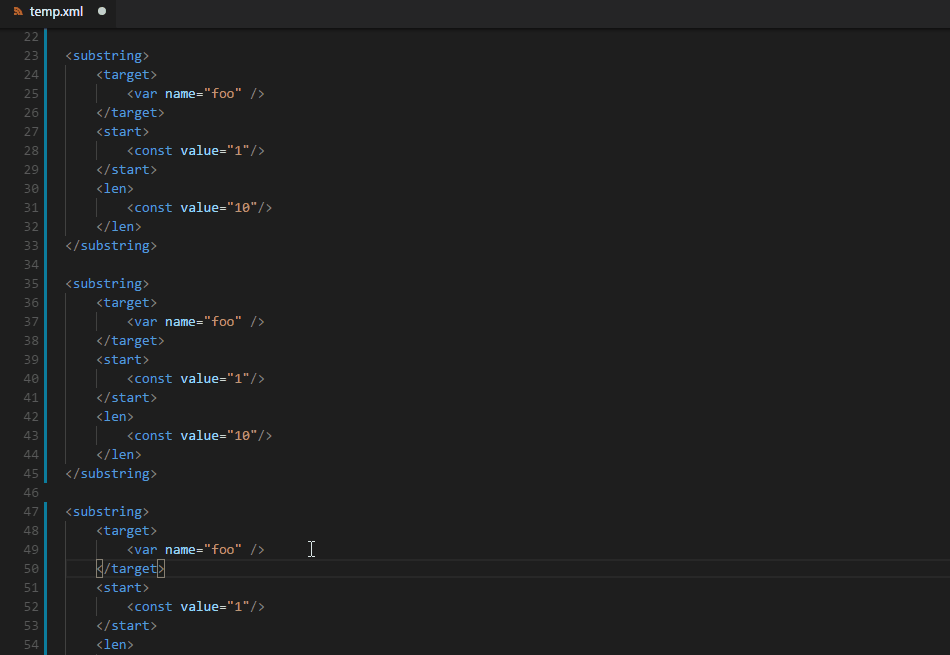 temp.xml
22
23 <substring>
24     <target>
25         <var name="foo" />
26     </target>
27     <start>
28         <const value="1"/>
29     </start>
30     <len>
31         <const value="10"/>
32     </len>
33 </substring>
34
35 <substring>
36     <target>
37         <var name="foo" />
38     </target>
39     <start>
40         <const value="1"/>
41     </start>
42     <len>
43         <const value="10"/>
44     </len>
45 </substring>
46
47 <substring>
48     <target>
49         <var name="foo" />
50     </target>
51     <start>
52         <const value="1"/>
53     </start>
54     <len>